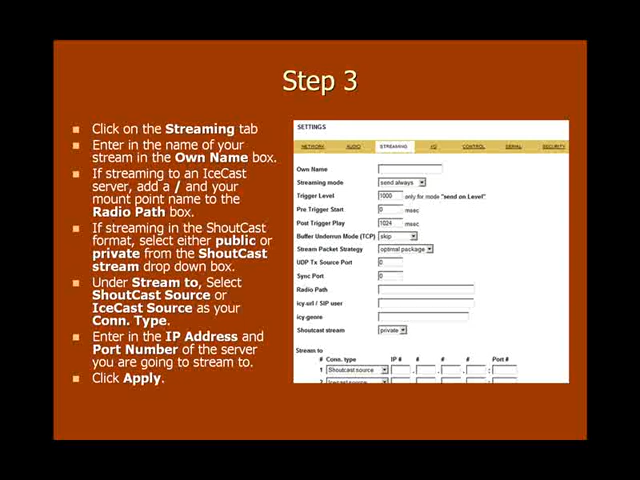 Step 3
Click on the Streaming tab
Enter in the name of your
stream in the Own Name box.
If streaming to an IceCast
server, add a / and your
mount point name to the
Radio Path box.
If streaming in the ShoutCast
format, select either public or
private from the ShoutCast
stream drop down box.
Under Stream to, Select
ShoutCast Source or
IceCast Source as your
Conn. Type.
Enter in the IP Address and
Port Number of the server
you are going to stream to.
Click Apply.
SETTINGS
NETWORK AUDIO STREAMING I/O CONTROL SERIAL SECURITY
Own Name
Streaming mode send always
Trigger Level 1000 only for mode "send on Level"
Pre Trigger Start 0 msec
Post Trigger Play 1024 msec
Buffer Underrun Mode (TCP) skip
Stream Packet Strategy optimal package
UDP Tx Source Port 0
Sync Port 0
Radio Path
icy-url / SIP user
icy-genre
Shoutcast stream private
Stream to
# Conn. type IP # # # # Port #
1 Shoutcast source . . . :
2 Icecast source